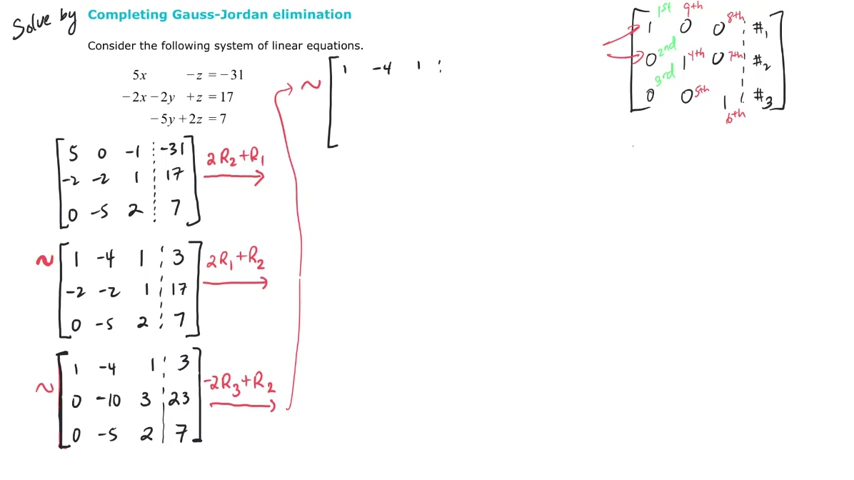 Solve by Completing Gauss-Jordan elimination
Consider the following system of linear equations.
5x −z = −31
−2x−2y +z = 17
−5y+2z = 7
5 0 -1 -31
-2 -2 1 17
0 -5 2 7
2R2+R1
~ 1 -4 1 3
-2 -2 1 17
0 -5 2 7
2R1+R2
~ 1 -4 1 3
0 -10 3 23
0 -5 2 7
-2R3+R2
~ 1 -4 1
1st 9th 8th
1 0 0 #1
0 2nd 1 4th 0 7th #2
3rd
0 0 5th 1 #3
6th